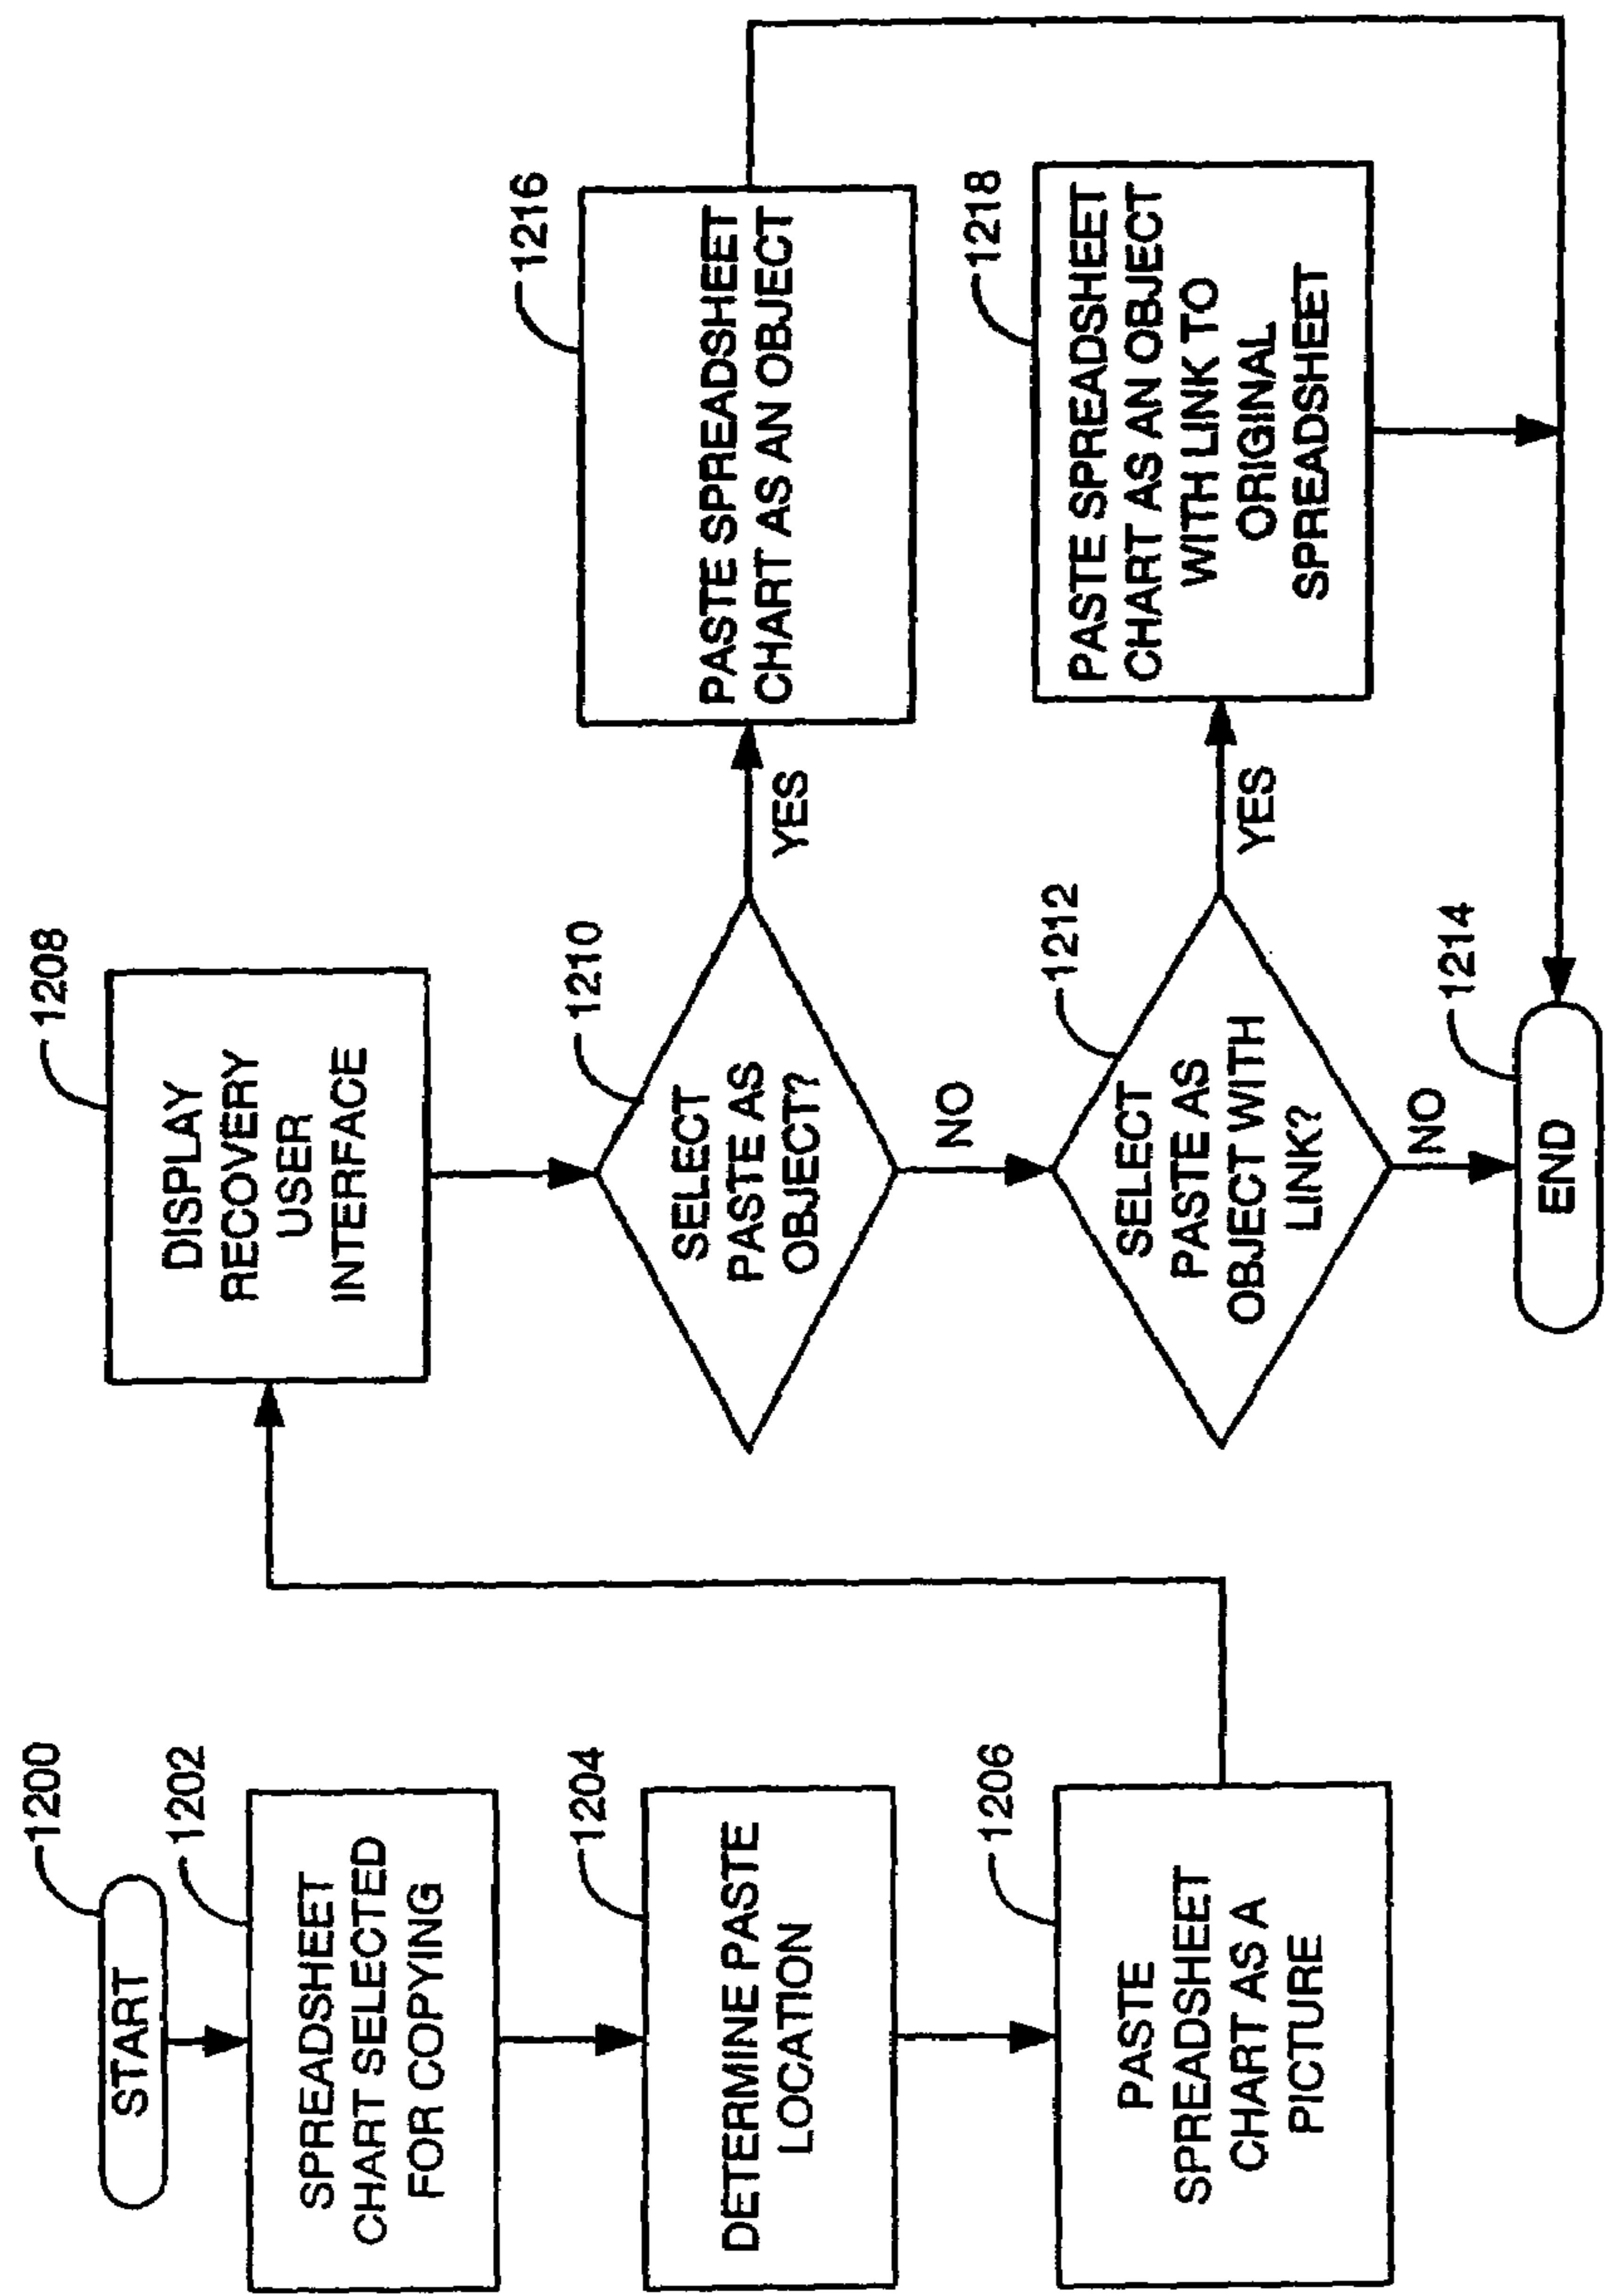 1200
START
1202
SPREADSHEET
CHART SELECTED
FOR COPYING
1204
DETERMINE PASTE
LOCATION
1206
PASTE
SPREADSHEET
CHART AS A
PICTURE
1208
DISPLAY
RECOVERY
USER
INTERFACE
1210
SELECT
PASTE AS
OBJECT?
YES
NO
1216
PASTE SPREADSHEET
CHART AS AN OBJECT
1212
SELECT
PASTE AS
OBJECT WITH
LINK?
YES
NO
1218
PASTE SPREADSHEET
CHART AS AN OBJECT
WITH LINK TO
ORIGINAL
SPREADSHEET
1214
END